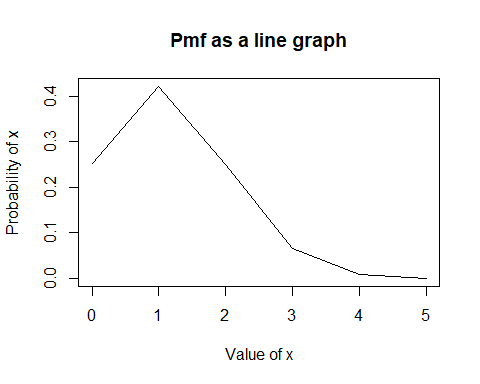 Pmf as a line graph
Probability of x
0.4
0.3
0.2
0.1
0.0
0 1 2 3 4 5
Value of x